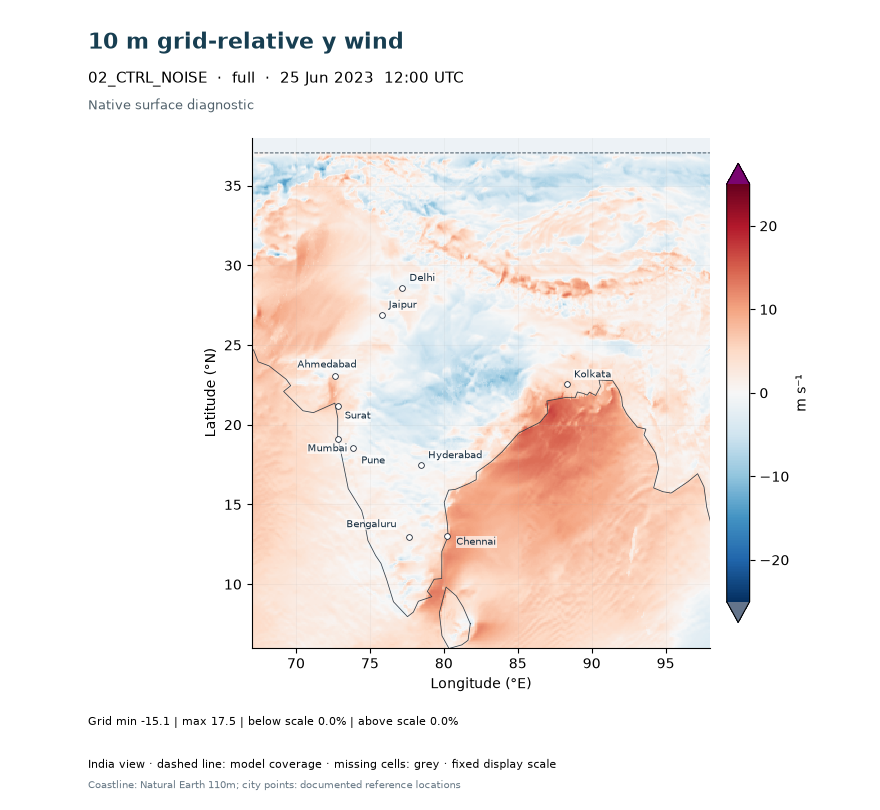 10 m grid-relative y wind
02_CTRL_NOISE · full · 25 Jun 2023 12:00 UTC
Native surface diagnostic
35
30
25
20
15
10
Latitude (°N)
Delhi
Jaipur
Ahmedabad
Kolkata
Surat
Mumbai
Pune
Hyderabad
Bengaluru
Chennai
70
75
80
85
90
95
Longitude (°E)
20
10
0
−10
−20
m s⁻¹
Grid min -15.1 | max 17.5 | below scale 0.0% | above scale 0.0%
India view · dashed line: model coverage · missing cells: grey · fixed display scale
Coastline: Natural Earth 110m; city points: documented reference locations